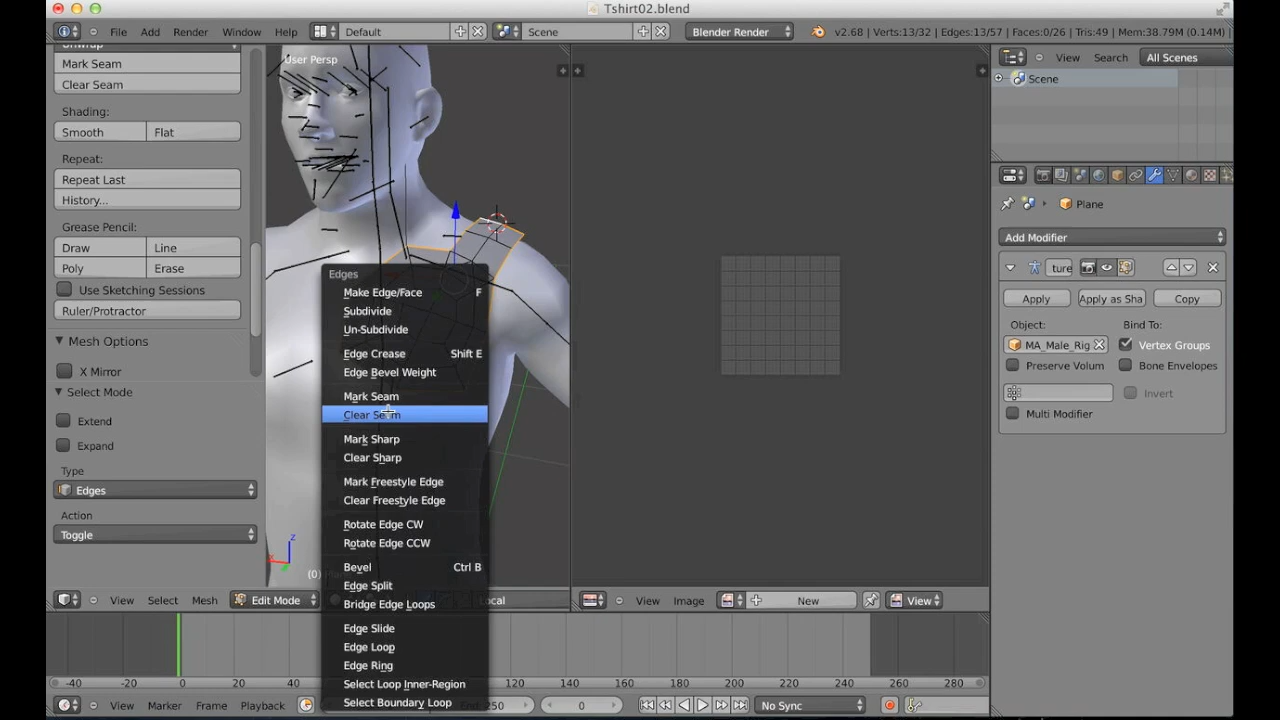 Tshirt02.blend
File Add Render Window Help Default Scene Blender Render v2.68 | Verts:13/32 | Edges:13/57 | Faces:0/26 | Tris:49 | Mem:38.79M (0.14M) |
Mark Seam
Clear Seam
Shading:
Smooth Flat
Repeat:
Repeat Last
History...
Grease Pencil:
Draw Line
Poly Erase
Use Sketching Sessions
Ruler/Protractor
Mesh Options
X Mirror
Select Mode
Extend
Expand
Type
Edges
Action
Toggle
User Persp
Edges
Make Edge/Face F
Subdivide
Un-Subdivide
Edge Crease Shift E
Edge Bevel Weight
Mark Seam
Clear Seam
Mark Sharp
Clear Sharp
Mark Freestyle Edge
Clear Freestyle Edge
Rotate Edge CW
Rotate Edge CCW
Bevel Ctrl B
Edge Split
Bridge Edge Loops
Edge Slide
Edge Loop
Edge Ring
Select Loop Inner-Region
Select Boundary Loop
z
x
(0)
View Search All Scenes
Scene
Plane
Add Modifier
ture
Apply Apply as Sha Copy
Object: Bind To:
MA_Male_Rig Vertex Groups
Preserve Volum Bone Envelopes
Invert
Multi Modifier
View Select Mesh Edit Mode ocal View Image New View
-40 -20 0 20 40 120 140 160 180 200 220 240 260 280
View Marker Frame Playback End: 250 0 No Sync